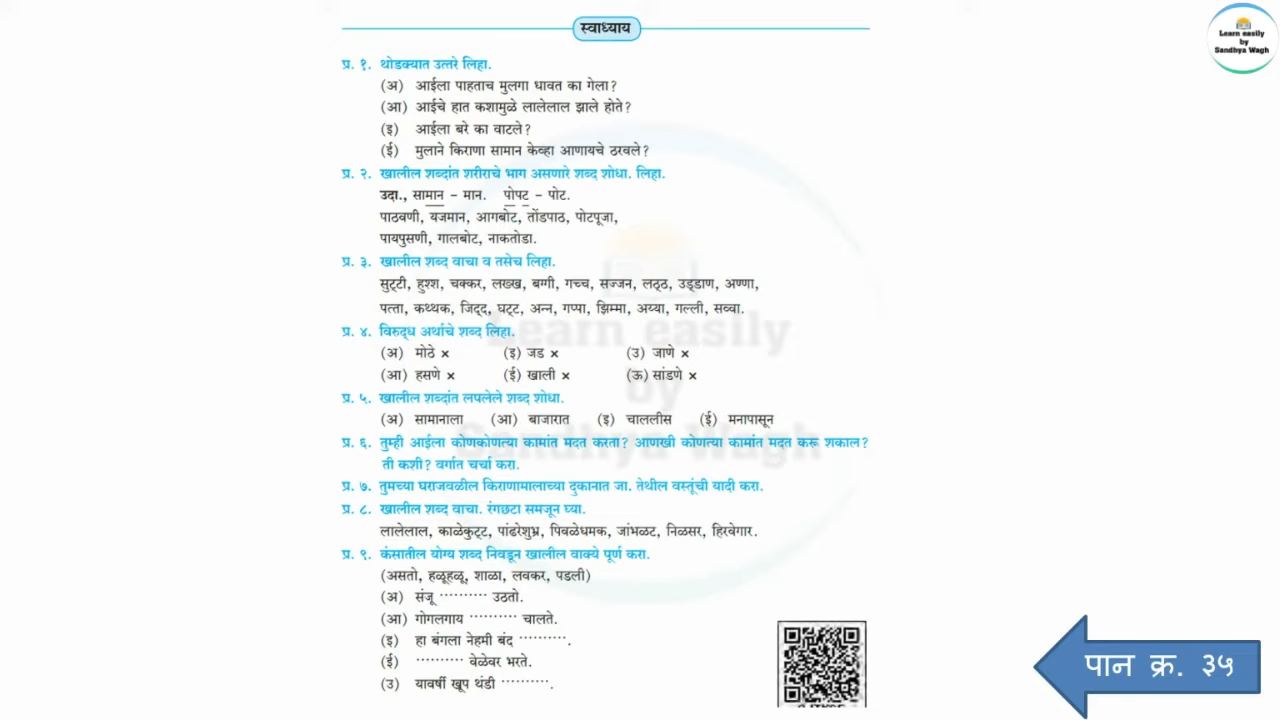 स्वाध्याय
Learn easily
by
Sandhya Wagh
प्र. १. थोडक्यात उत्तरे लिहा.
(अ) आईला पाहताच मुलगा धावत का गेला?
(आ) आईचे हात कशामुळे लालेलाल झाले होते?
(इ) आईला बरे का वाटले?
(ई) मुलाने किराणा सामान केव्हा आणायचे ठरवले?
प्र. २. खालील शब्दांत शरीराचे भाग असणारे शब्द शोधा. लिहा.
उदा., सामान – मान. पोपट – पोट.
पाठवणी, यजमान, आगबोट, तोंडपाठ, पोटपूजा,
पायपुसणी, गालबोट, नाकतोडा.
प्र. ३. खालील शब्द वाचा व तसेच लिहा.
सुट्टी, हुश्श, चक्कर, लख्ख, बग्गी, गच्च, सज्जन, लठ्ठ, उड्डाण, अण्णा,
पत्ता, कथ्थक, जिद्द, घट्ट, अन्न, गप्पा, झिम्मा, अय्या, गल्ली, सव्वा.
प्र. ४. विरुद्ध अर्थाचे शब्द लिहा.
(अ) मोठे × (इ) जड × (उ) जाणे ×
(आ) हसणे × (ई) खाली × (ऊ) सांडणे ×
प्र. ५. खालील शब्दांत लपलेले शब्द शोधा.
(अ) सामानाला (आ) बाजारात (इ) चाललीस (ई) मनापासून
प्र. ६. तुम्ही आईला कोणकोणत्या कामांत मदत करता? आणखी कोणत्या कामांत मदत करू शकाल?
ती कशी? वर्गात चर्चा करा.
प्र. ७. तुमच्या घराजवळील किराणामालाच्या दुकानात जा. तेथील वस्तूंची यादी करा.
प्र. ८. खालील शब्द वाचा. रंगछटा समजून घ्या.
लालेलाल, काळेकुट्ट, पांढरेशुभ्र, पिवळेधमक, जांभळट, निळसर, हिरवेगार.
प्र. ९. कंसातील योग्य शब्द निवडून खालील वाक्ये पूर्ण करा.
(असतो, हळूहळू, शाळा, लवकर, पडली)
(अ) संजू ·········· उठतो.
(आ) गोगलगाय ·········· चालते.
(इ) हा बंगला नेहमी बंद ··········.
(ई) ·········· वेळेवर भरते.
(उ) यावर्षी खूप थंडी ··········.
पान क्र. ३५
Learn easily
by
Sandhya Wagh